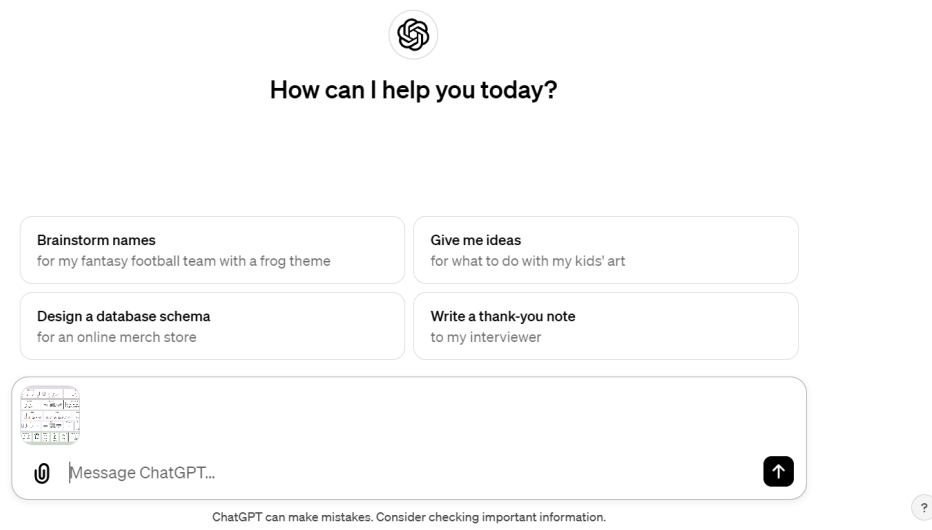 How can I help you today?
Brainstorm names
for my fantasy football team with a frog theme
Give me ideas
for what to do with my kids' art
Design a database schema
for an online merch store
Write a thank-you note
to my interviewer
Message ChatGPT...
ChatGPT can make mistakes. Consider checking important information.
?